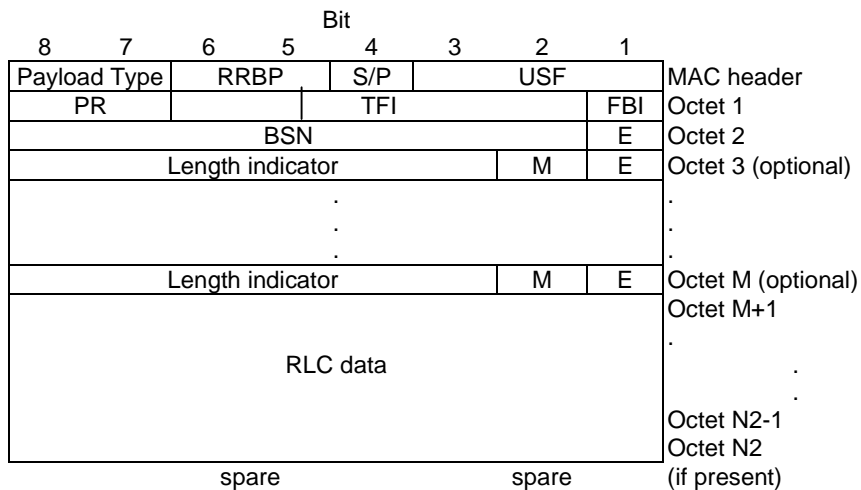 Bit
8 7 6 5 4 3 2 1
Payload Type RRBP S/P USF MAC header
PR TFI FBI Octet 1
BSN E Octet 2
Length indicator M E Octet 3 (optional)
. .
. .
. .
Length indicator M E Octet M (optional)
Octet M+1
.
RLC data .
.
Octet N2-1
Octet N2
spare spare (if present)